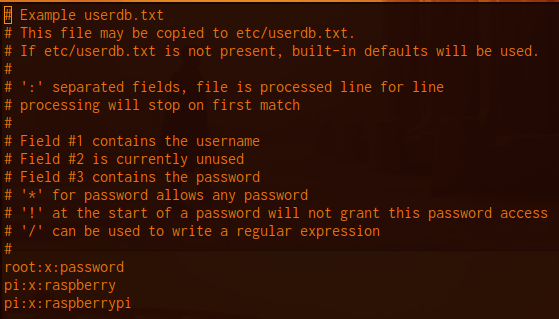 # Example userdb.txt
# This file may be copied to etc/userdb.txt.
# If etc/userdb.txt is not present, built-in defaults will be used.
#
# ':' separated fields, file is processed line for line
# processing will stop on first match
#
# Field #1 contains the username
# Field #2 is currently unused
# Field #3 contains the password
# '*' for password allows any password
# '!' at the start of a password will not grant this password access
# '/' can be used to write a regular expression
#
root:x:password
pi:x:raspberry
pi:x:raspberrypi